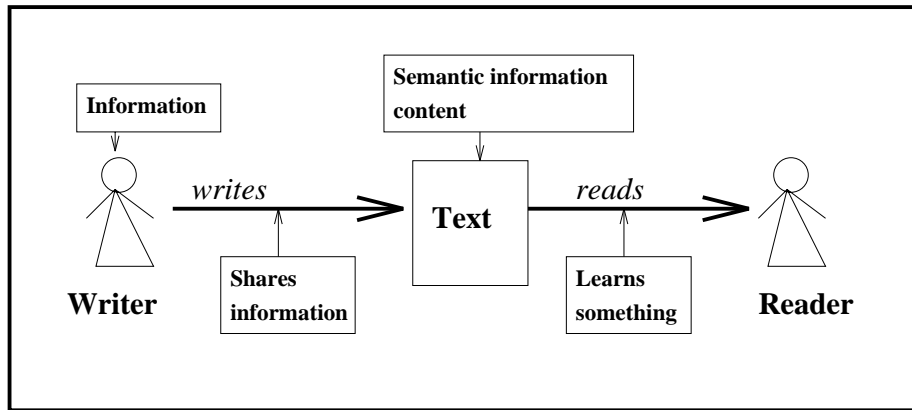 Semantic information
content
Information
writes
Text
reads
Shares
information
Learns
something
Writer
Reader